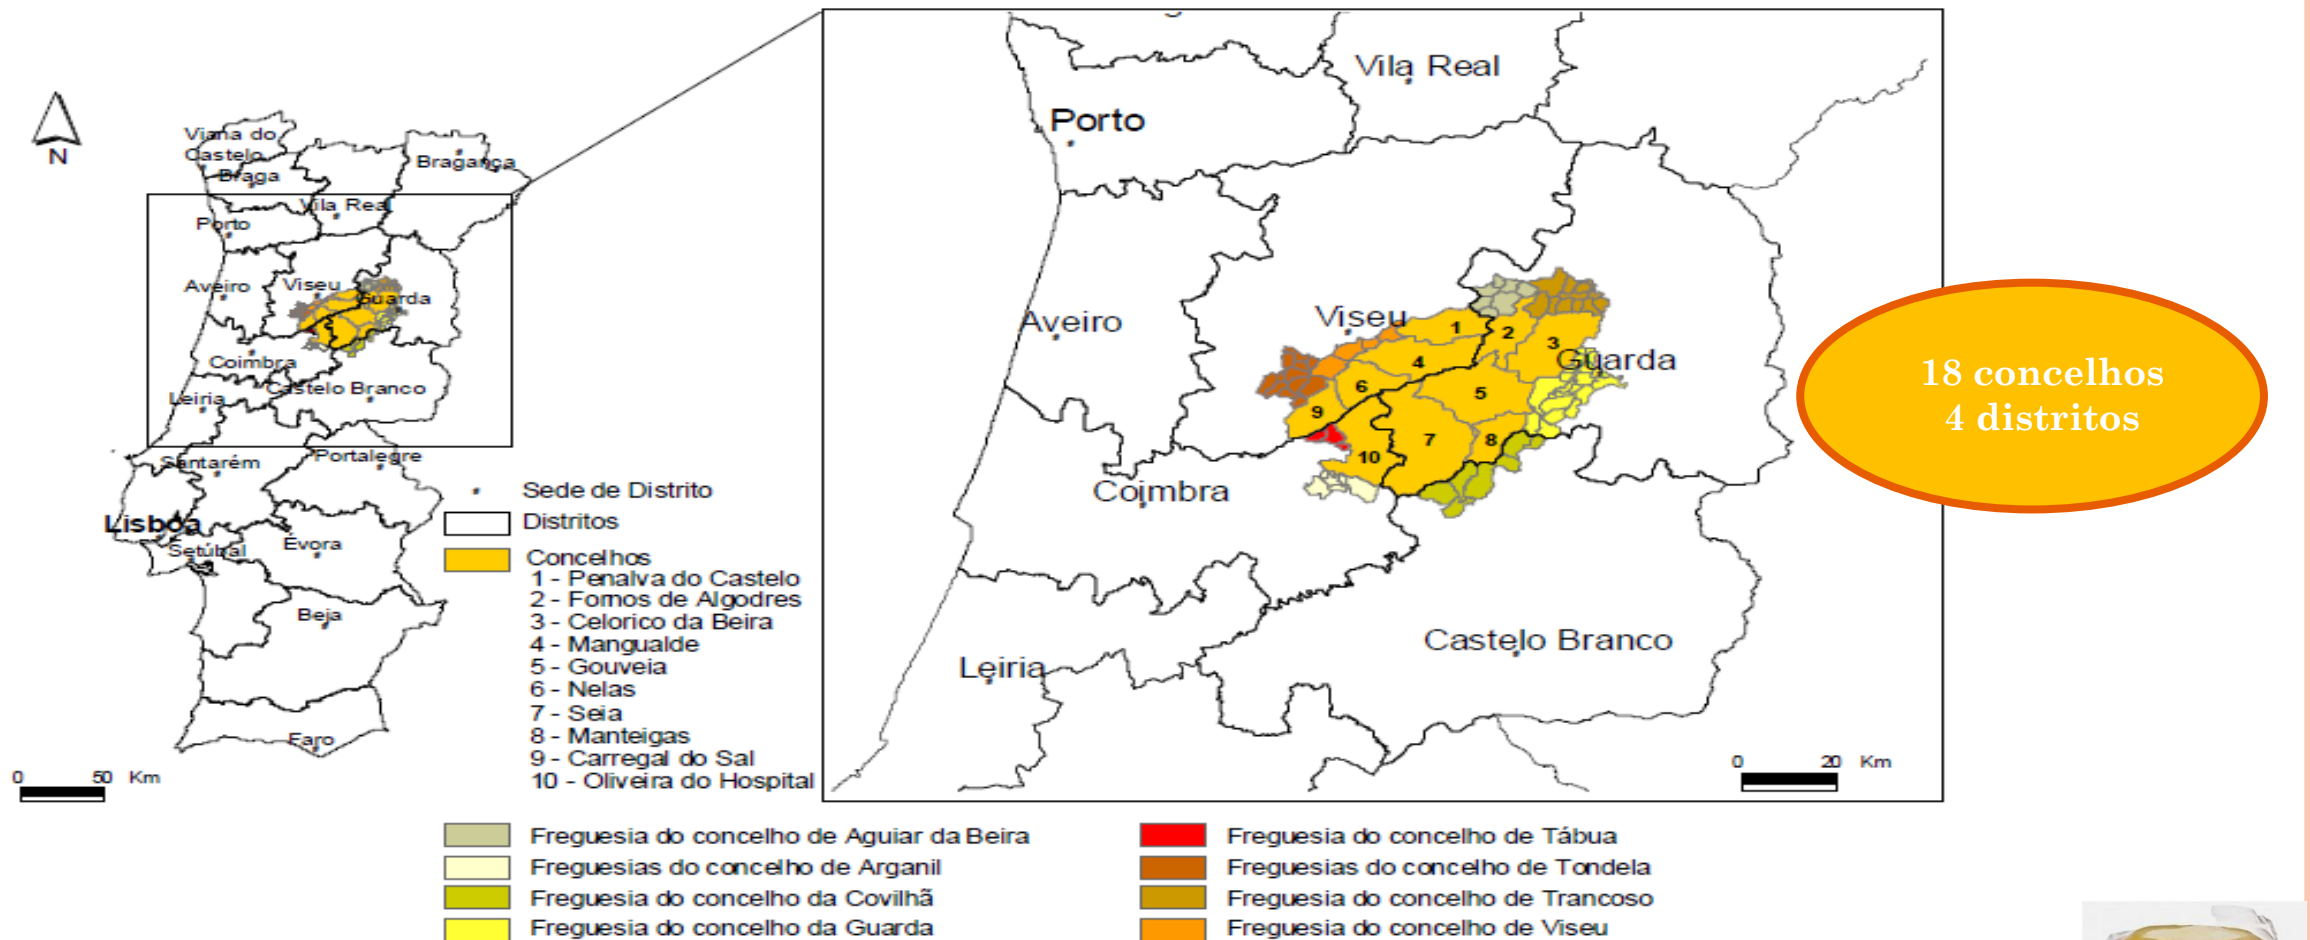 N
Viana do
Castelo
Braga
Bragança
Vila Real
Porto
Aveiro
Viseu
Guarda
Coimbra
Castelo Branco
Leiria
Santarém
Portalegre
Lisboa
Setúbal
Évora
Beja
Faro
0 50 Km
Sede de Distrito
Distritos
Concelhos
1 - Penalva do Castelo
2 - Fornos de Algodres
3 - Celorico da Beira
4 - Mangualde
5 - Gouveia
6 - Nelas
7 - Seia
8 - Manteigas
9 - Carregal do Sal
10 - Oliveira do Hospital
Vila Real
Porto
Aveiro
Viseu
1
2
3
Guarda
4
6
5
9
7
8
10
Coimbra
Castelo Branco
Leiria
0 20 Km
18 concelhos
4 distritos
Freguesia do concelho de Aguiar da Beira
Freguesias do concelho de Arganil
Freguesia do concelho da Covilhã
Freguesia do concelho da Guarda
Freguesia do concelho de Tábua
Freguesias do concelho de Tondela
Freguesia do concelho de Trancoso
Freguesia do concelho de Viseu